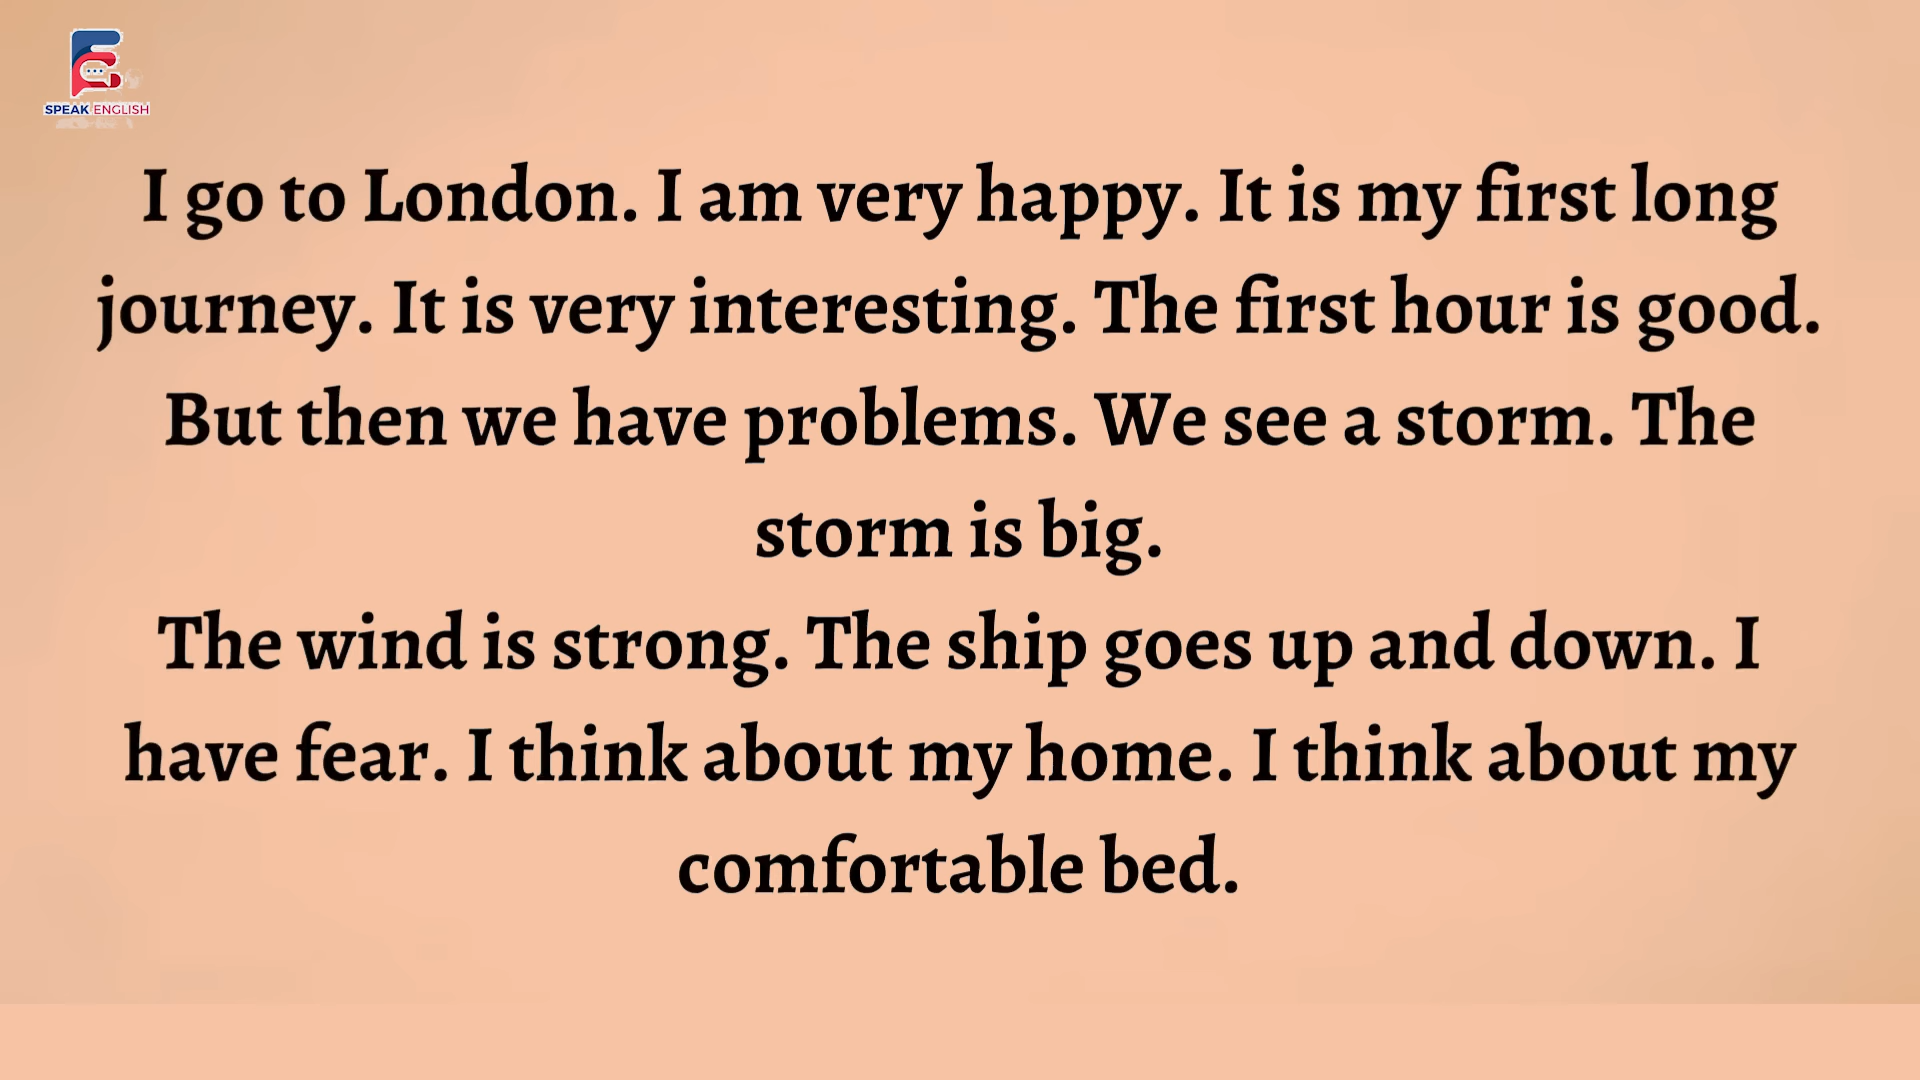 SPEAK ENGLISH
I go to London. I am very happy. It is my first long
journey. It is very interesting. The first hour is good.
But then we have problems. We see a storm. The
storm is big.
The wind is strong. The ship goes up and down. I
have fear. I think about my home. I think about my
comfortable bed.